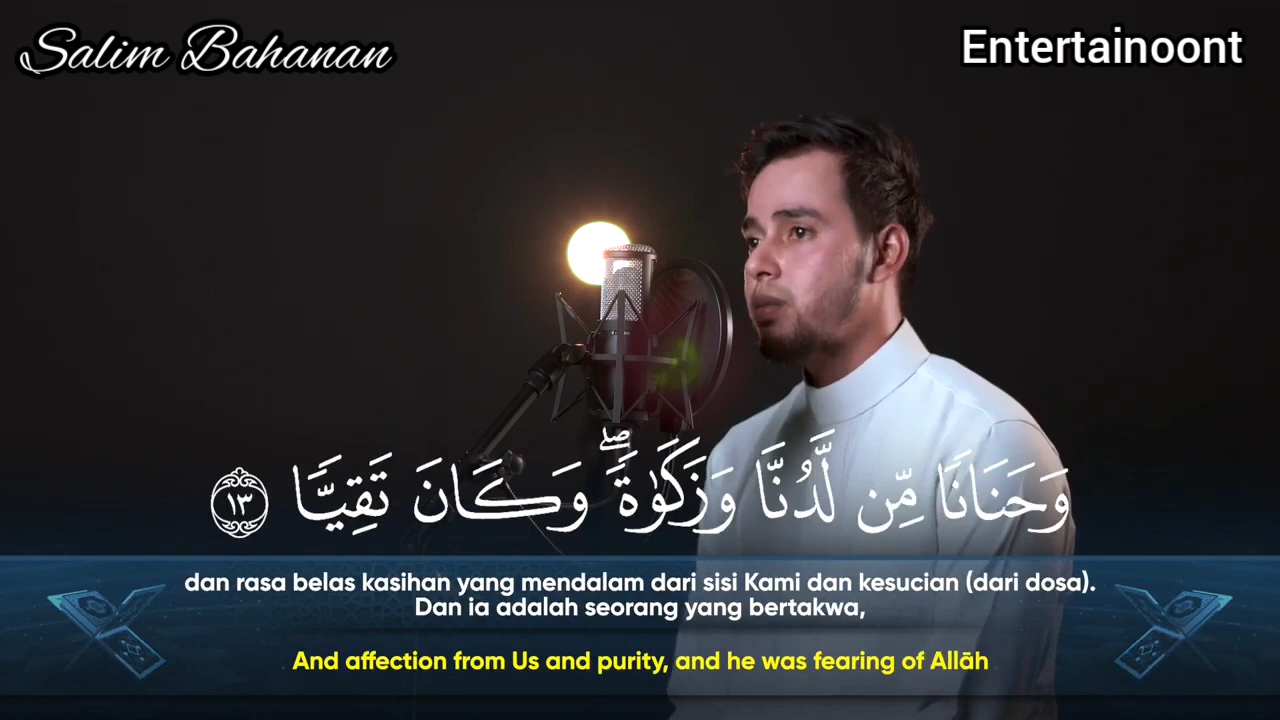 Salim Bahanan
Entertainoont
وَحَنَانًا مِّن لَّدُنَّا وَزَكَوٰةً ۖ وَكَانَ تَقِيًّا ١٣
dan rasa belas kasihan yang mendalam dari sisi Kami dan kesucian (dari dosa).
Dan ia adalah seorang yang bertakwa,
And affection from Us and purity, and he was fearing of Allāh